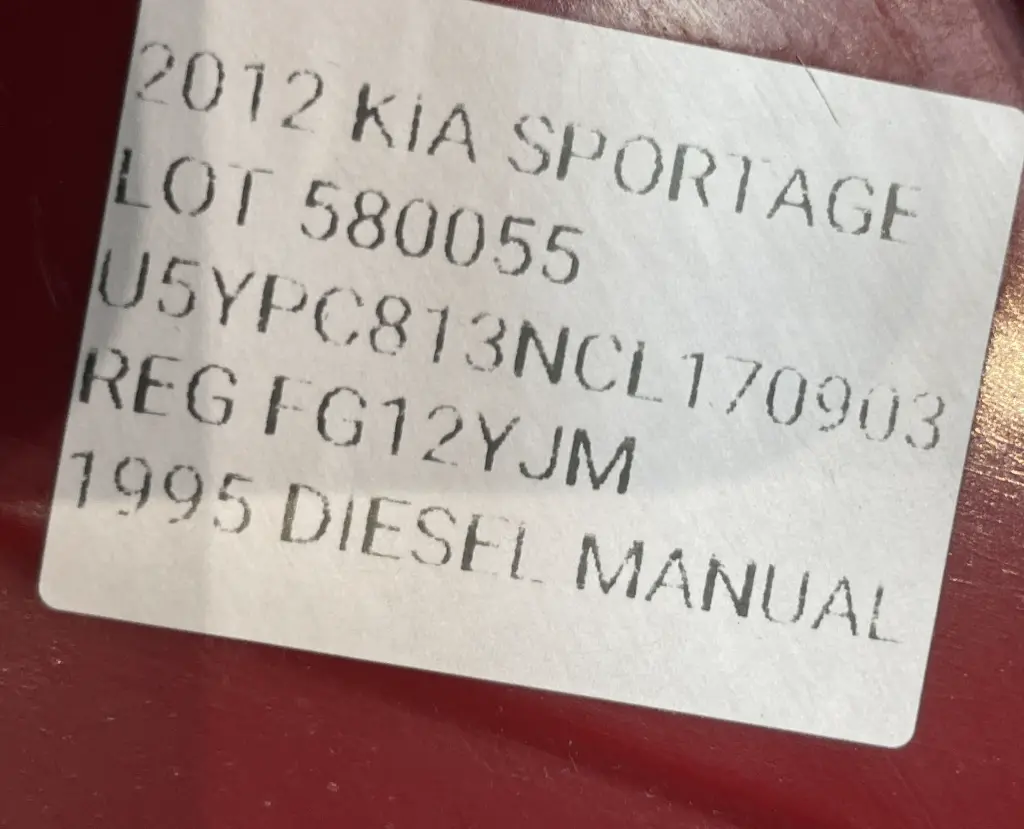 2012 KiA SPORTAGE
LOT 580055
U5YPC813NCL170903
REG FG12YJM
1995 DIESEL MANUAL